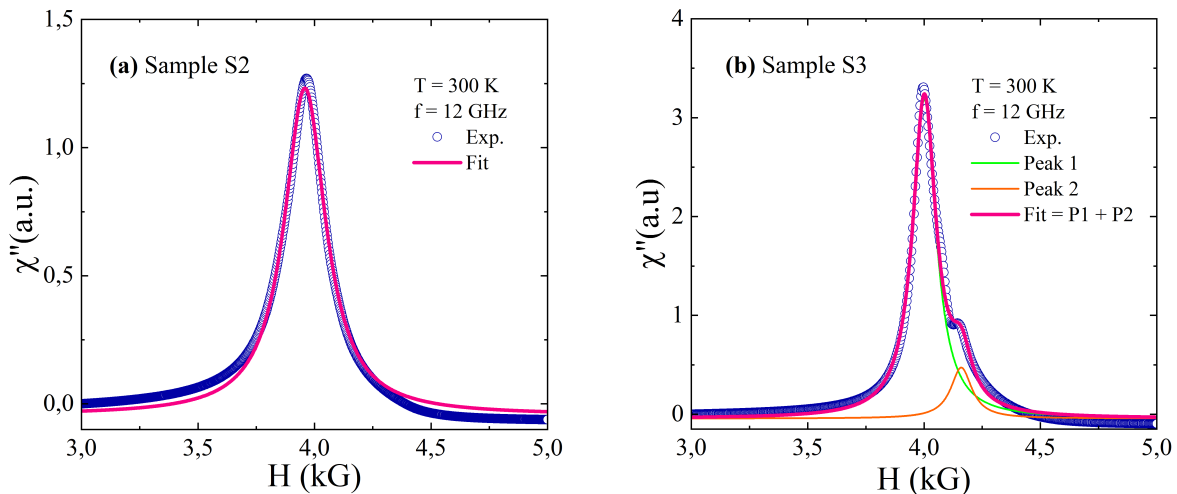 1,5
1,0
0,5
0,0
χ"(a.u.)
(a) Sample S2
T = 300 K
f = 12 GHz
Exp.
Fit
3,0 3,5 4,0 4,5 5,0
H (kG)
4
3
2
1
0
χ"(a.u)
(b) Sample S3
T = 300 K
f = 12 GHz
Exp.
Peak 1
Peak 2
Fit = P1 + P2
3,0 3,5 4,0 4,5 5,0
H (kG)